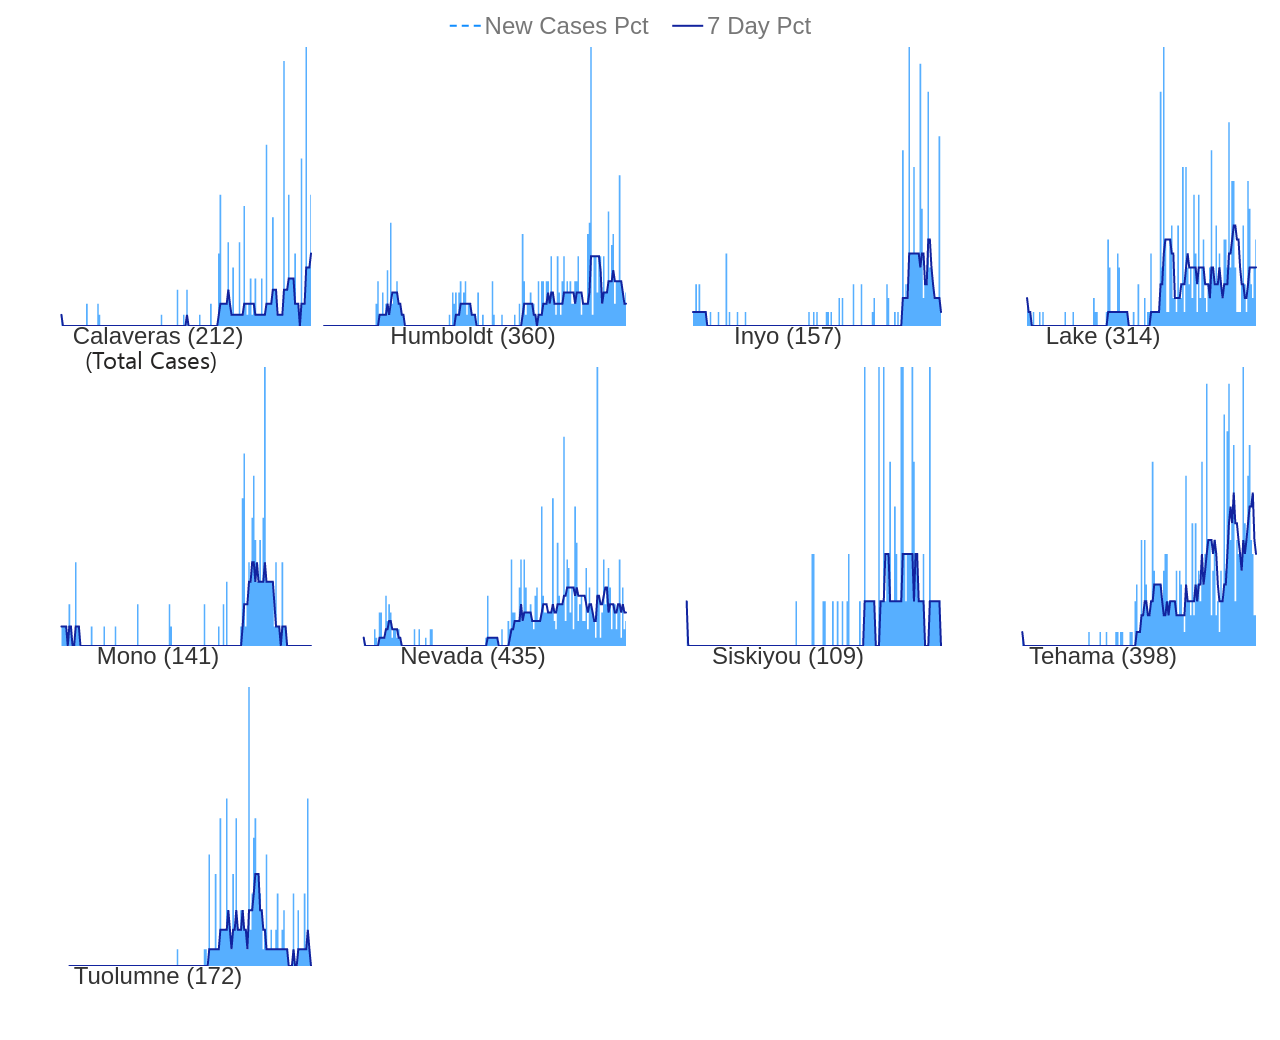 New Cases Pct 7 Day Pct
Calaveras (212) Humboldt (360) Inyo (157) Lake (314)
(Total Cases)
Mono (141) Nevada (435) Siskiyou (109) Tehama (398)
Tuolumne (172)